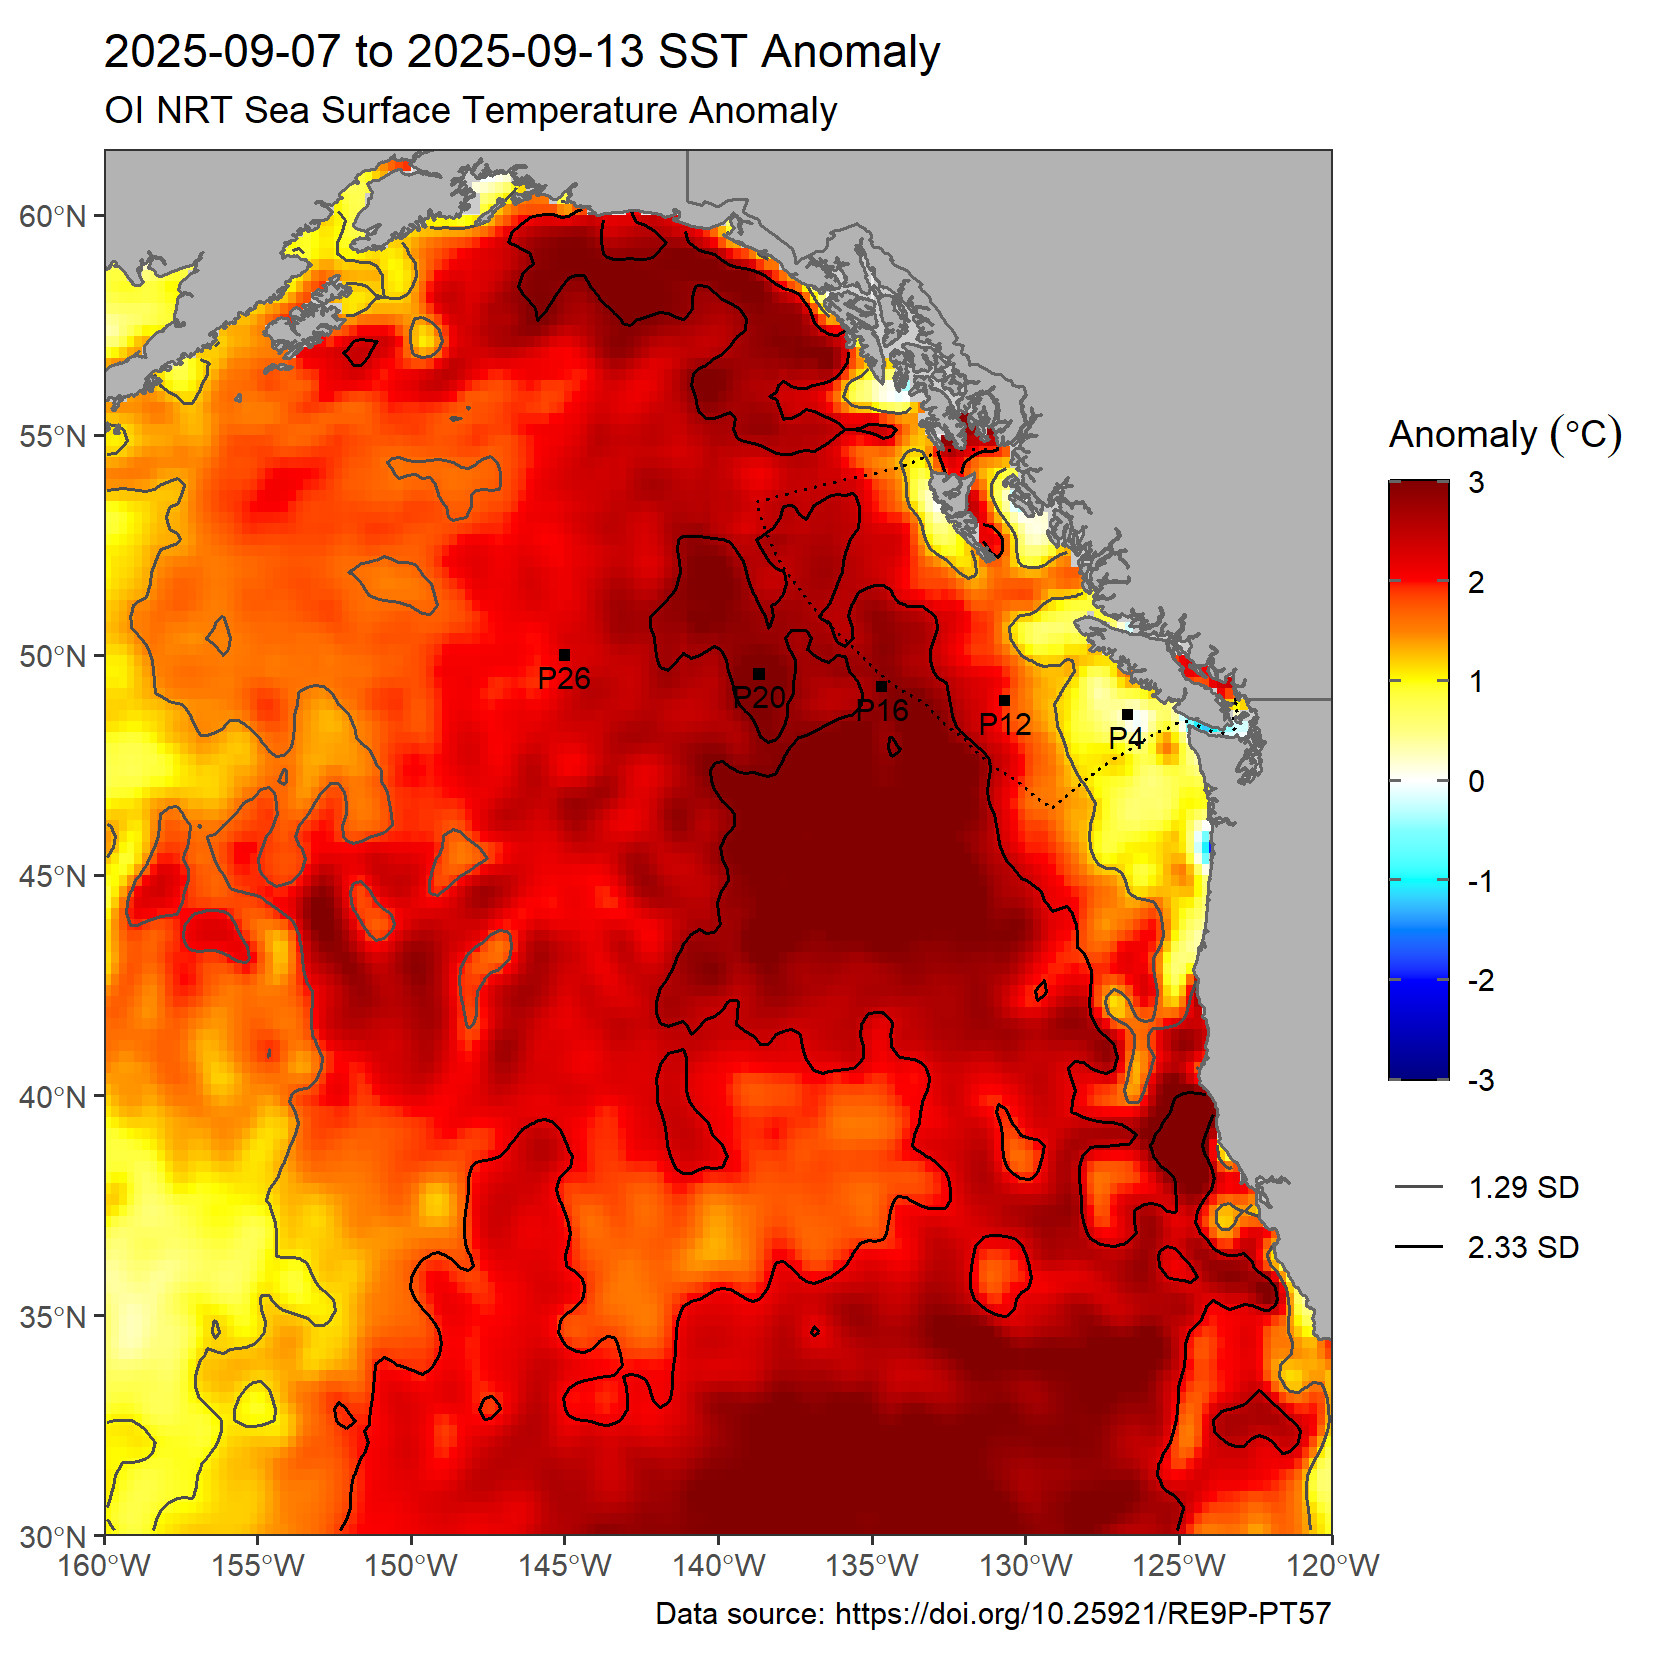 2025-09-07 to 2025-09-13 SST Anomaly
OI NRT Sea Surface Temperature Anomaly
60°N
55°N
50°N
45°N
40°N
35°N
30°N
160°W
155°W
150°W
145°W
140°W
135°W
130°W
125°W
120°W
P26
P20
P16
P12
P4
Anomaly (°C)
3
2
1
0
-1
-2
-3
1.29 SD
2.33 SD
Data source: https://doi.org/10.25921/RE9P-PT57